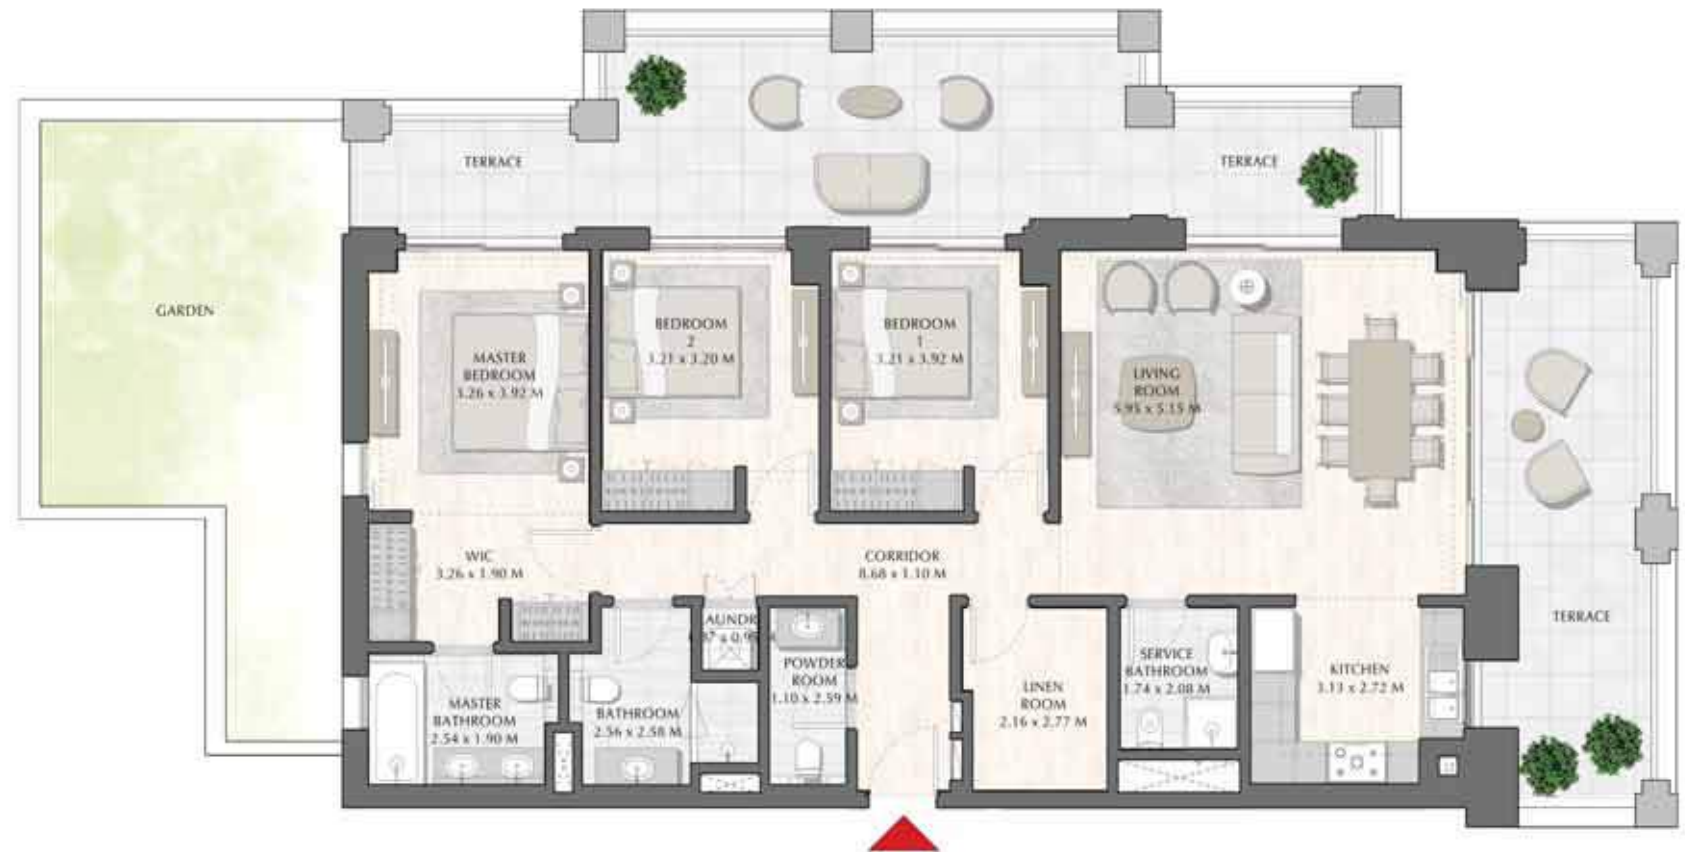 TERRACE
TERRACE
GARDEN
MASTER
BEDROOM
3.26 x 3.92 M
BEDROOM
2
3.21 x 3.20 M
BEDROOM
1
3.21 x 3.92 M
LIVING
ROOM
5.95 x 5.15 M
WIC
3.26 x 1.90 M
CORRIDOR
8.68 x 1.10 M
TERRACE
POWDER
ROOM
1.10 x 2.59 M
SERVICE
BATHROOM
1.74 x 2.08 M
KITCHEN
3.13 x 2.72 M
LINEN
ROOM
2.16 x 2.77 M
MASTER
BATHROOM
2.54 x 1.90 M
BATHROOM
2.56 x 2.58 M